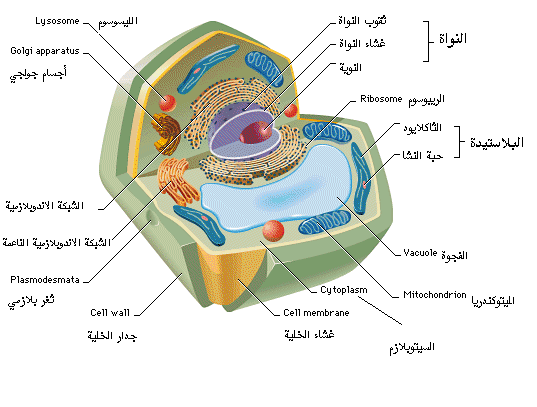 Lysosome الليسوسوم
Golgi apparatus
أجسام جولجي
ثقوب النواة
غشاء النواة
النوية
النواة
Ribosome الريبوسوم
الثاكلايود
حبة النشا
البلاستيدة
الشبكة الاندوبلازمية
الشبكة الاندوبلازمية الناعمة
Plasmodesmata
ثغر بلازمي
Cell wall
جدار الخلية
Cell membrane
غشاء الخلية
Cytoplasm
السيتوبلازم
Vacuole الفجوة
Mitochondrion الميتوكندريا